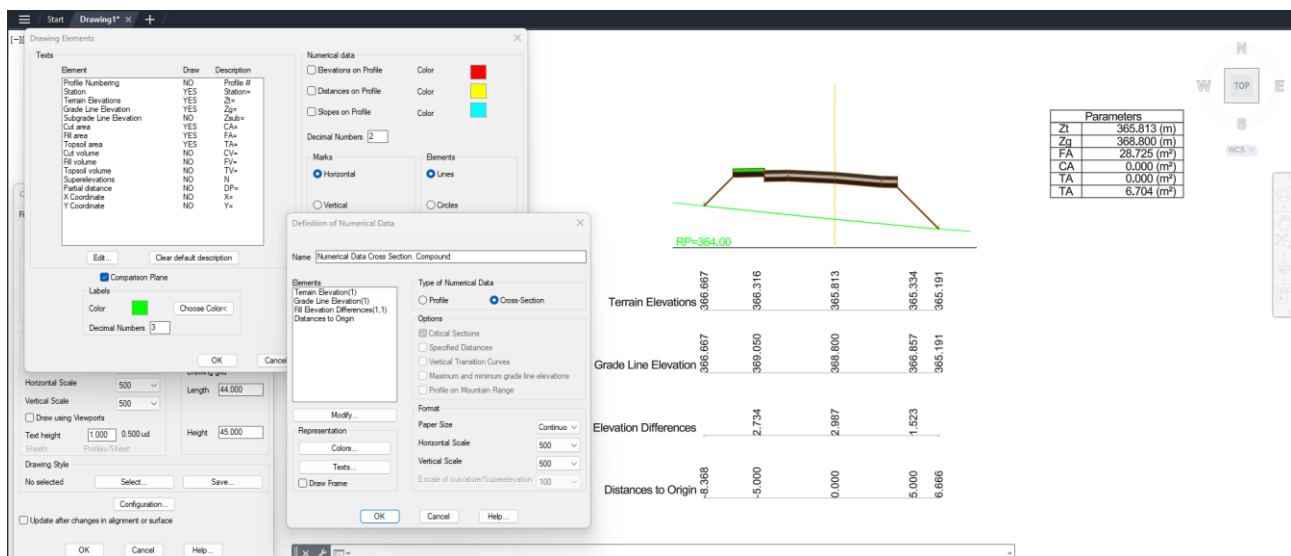 Start
Drawing1*
[-][
Drawing Elements
Texts
Element Draw Description
Profile Numbering NO Profile #
Station YES Station=
Terrain Elevations YES Zt=
Grade Line Elevation YES Zg=
Subgrade Line Elevation NO Zsub=
Cut area YES CA=
Fill area YES FA=
Topsoil area YES TA=
Cut volume NO CV=
Fill volume NO FV=
Topsoil volume NO TV=
Superelevations NO N
Partial distance NO DP=
X Coordinate NO X=
Y Coordinate NO Y=
Edit...
Clear default description
Comparison Plane
Labels
Color
Choose Color<
Decimal Numbers 3
OK
Cancel
Numerical data
Elevations on Profile Color
Distances on Profile Color
Slopes on Profile Color
Decimal Numbers 2
Marks
Horizontal
Vertical
Elements
Lines
Circles
Horizontal Scale 500
Vertical Scale 500
Draw using Viewports
Text height 1.000 0.500 ud
Sheets: Profiles/Sheet:
Drawing grid
Length 44.000
Height 45.000
Drawing Style
No selected
Select...
Save...
Configuration...
Update after changes in alignment or surface
OK
Cancel
Help...
Definition of Numerical Data
Name Numerical Data Cross Section. Compound
Elements
Terrain Elevation(1)
Grade Line Elevation(1)
Fill Elevation Differences(1,1)
Distances to Origin
Modify...
Representation
Colors...
Texts...
Draw Frame
Type of Numerical Data
Profile
Cross-Section
Options
Critical Sections
Specified Distances
Vertical Transition Curves
Maximum and minimum grade line elevations
Profile on Mountain Range
Format
Paper Size Continuo
Horizontal Scale 500
Vertical Scale 500
Escale of curvature/Superelevation 100
OK
Cancel
Help...
RP=364.00
Terrain Elevations 366.667 366.316 365.813 365.334 365.191
Grade Line Elevation 366.667 369.050 368.800 366.857 365.191
Elevation Differences 2.734 2.987 1.523
Distances to Origin -8.368 -5.000 0.000 5.000 6.666
Parameters
Zt 365.813 (m)
Zg 368.800 (m)
FA 28.725 (m²)
CA 0.000 (m²)
TA 0.000 (m²)
TA 6.704 (m²)
N
W
TOP
E
S
WCS